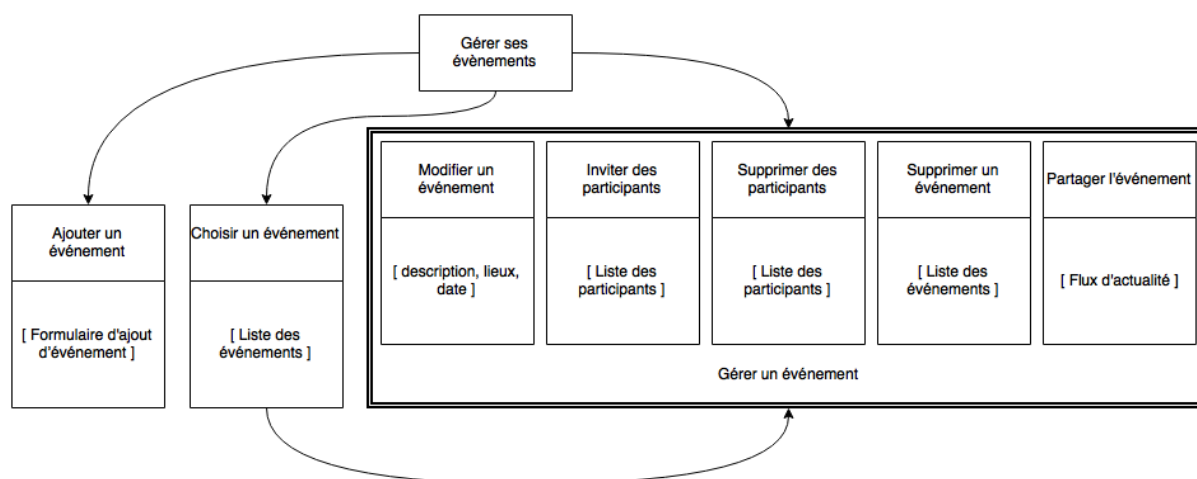 Gérer ses
évènements
Ajouter un
événement
[ Formulaire d'ajout
d'événement ]
Choisir un événement
[ Liste des
événements ]
Modifier un
événement
[ description, lieux,
date ]
Inviter des
participants
[ Liste des
participants ]
Supprimer des
participants
[ Liste des
participants ]
Supprimer un
événement
[ Liste des
événements ]
Partager l'événement
[ Flux d'actualité ]
Gérer un événement